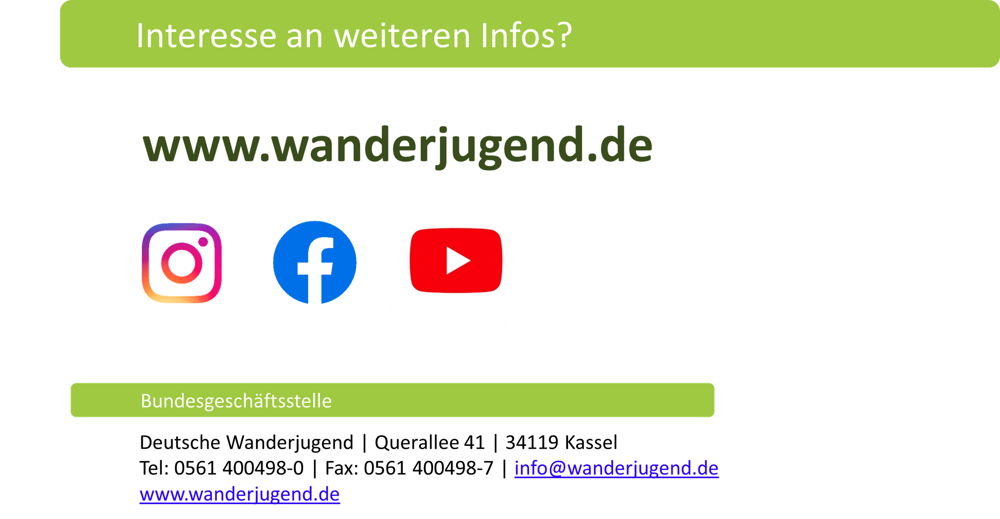 Interesse an weiteren Infos?
www.wanderjugend.de
Bundesgeschäftsstelle
Deutsche Wanderjugend | Querallee 41 | 34119 Kassel
Tel: 0561 400498-0 | Fax: 0561 400498-7 | info@wanderjugend.de
www.wanderjugend.de